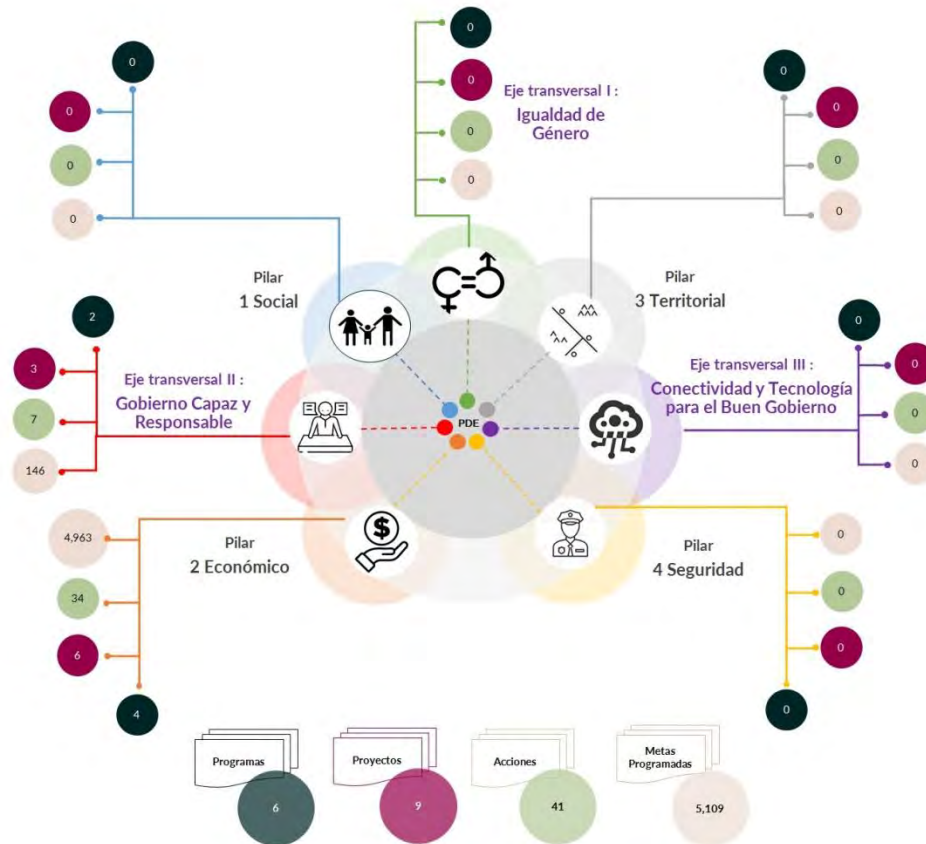 0
0
0
0
0
0
0
0
Eje transversal I :
Igualdad de
Género
0
0
0
0
Pilar
1 Social
Pilar
3 Territorial
2
3
7
146
Eje transversal II :
Gobierno Capaz y
Responsable
PDE
Eje transversal III :
Conectividad y Tecnología
para el Buen Gobierno
0
0
0
0
4,963
34
6
4
Pilar
2 Económico
$
Pilar
4 Seguridad
0
0
0
0
Programas
6
Proyectos
9
Acciones
41
Metas
Programadas
5,109